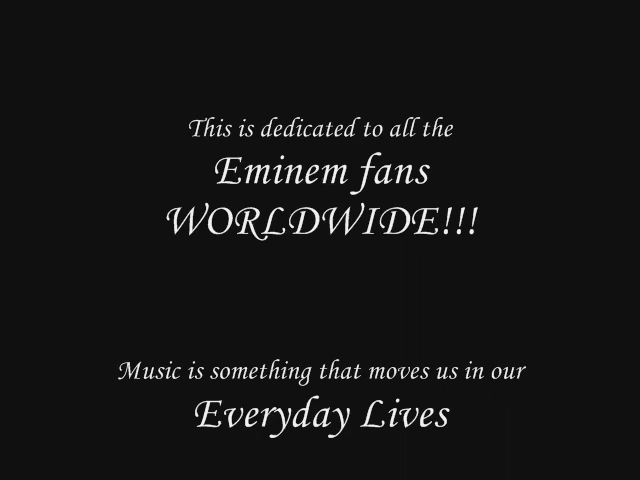 This is dedicated to all the
Eminem fans
WORLDWIDE!!!
Music is something that moves us in our
Everyday Lives